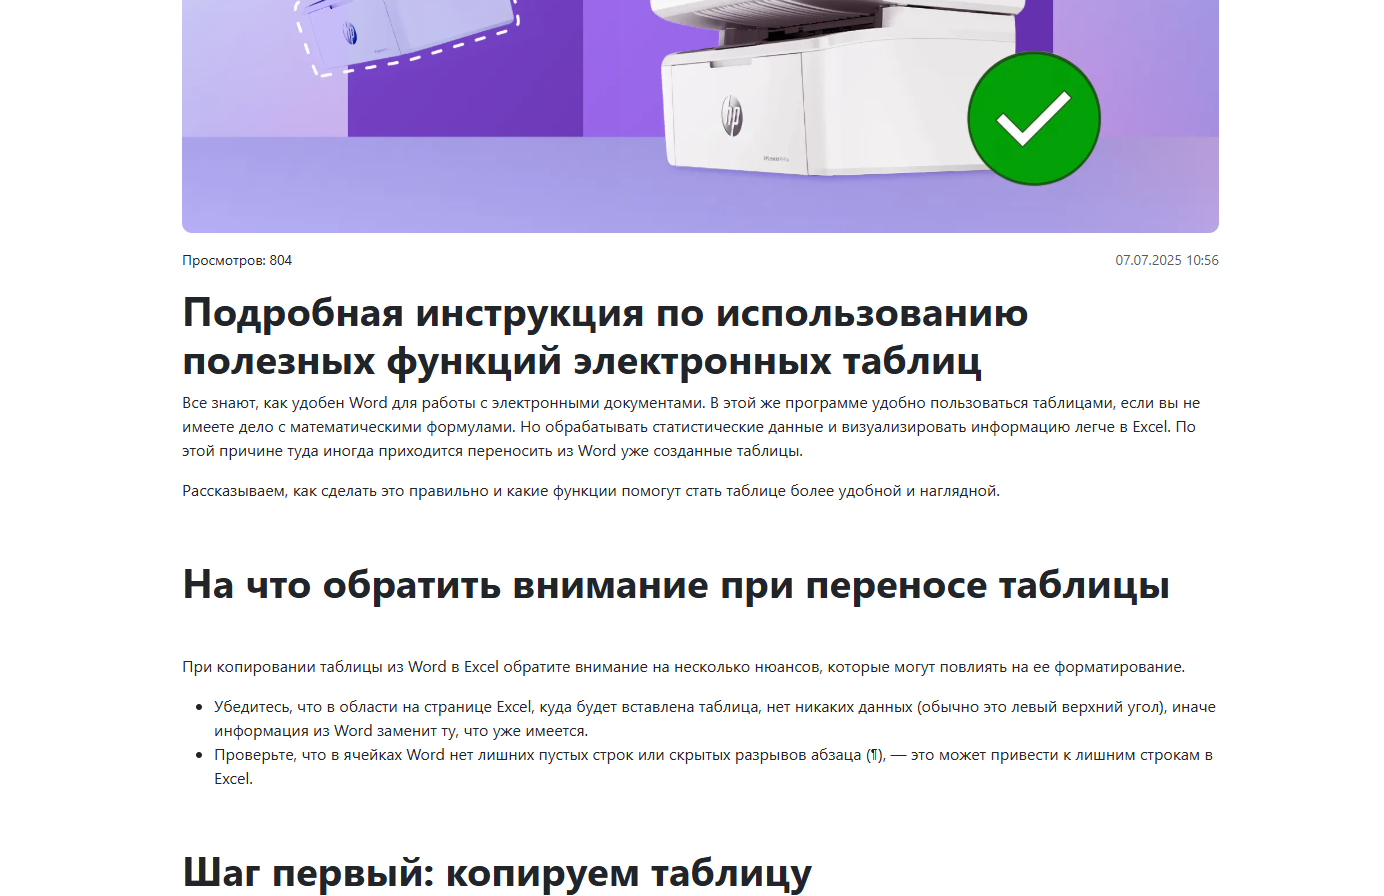 hp
Просмотров: 804
07.07.2025 10:56
Подробная инструкция по использованию
полезных функций электронных таблиц
Все знают, как удобен Word для работы с электронными документами. В этой же программе удобно пользоваться таблицами, если вы не
имеете дело с математическими формулами. Но обрабатывать статистические данные и визуализировать информацию легче в Excel. По
этой причине туда иногда приходится переносить из Word уже созданные таблицы.
Рассказываем, как сделать это правильно и какие функции помогут стать таблице более удобной и наглядной.
На что обратить внимание при переносе таблицы
При копировании таблицы из Word в Excel обратите внимание на несколько нюансов, которые могут повлиять на ее форматирование.
• Убедитесь, что в области на странице Excel, куда будет вставлена таблица, нет никаких данных (обычно это левый верхний угол), иначе
информация из Word заменит ту, что уже имеется.
• Проверьте, что в ячейках Word нет лишних пустых строк или скрытых разрывов абзаца (¶), — это может привести к лишним строкам в
Excel.
Шаг первый: копируем таблицу